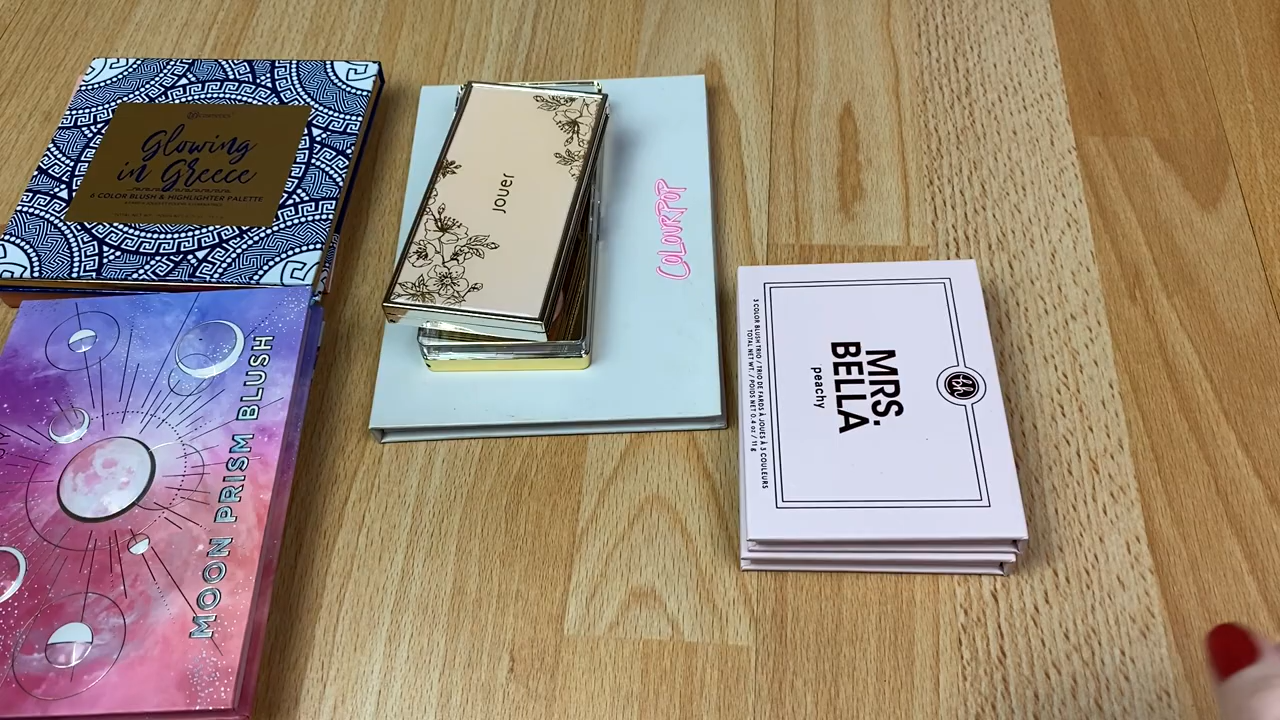 bh cosmetics
Glowing
in Greece
6 COLOR BLUSH & HIGHLIGHTER PALETTE
MOON PRISM BLUSH
Jouer
COLOURPOP
MRS.
BELLA
peachy
3 COLOR BLUSH TRIO / TRIO DE FARDS À JOUES À 3 COULEURS
TOTAL NET WT. / POIDS NET 0.4 oz / 11 g
bh